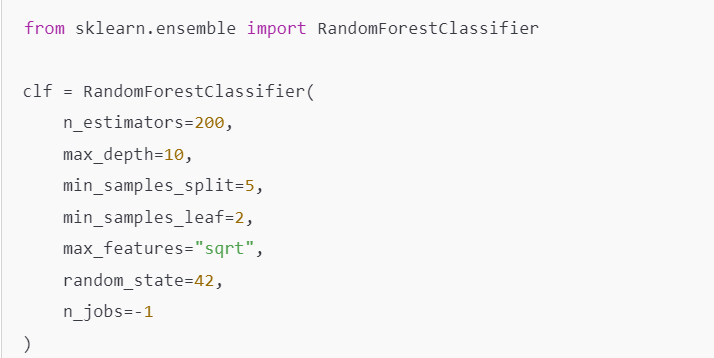 from sklearn.ensemble import RandomForestClassifier

clf = RandomForestClassifier(
    n_estimators=200,
    max_depth=10,
    min_samples_split=5,
    min_samples_leaf=2,
    max_features="sqrt",
    random_state=42,
    n_jobs=-1
)